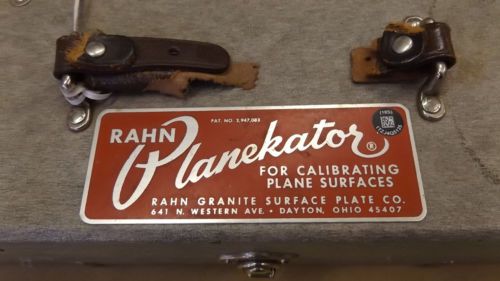 PAT. NO. 2,947,083
RAHN
Planekator®
FOR CALIBRATING
PLANE SURFACES
RAHN GRANITE SURFACE PLATE CO.
641 N. WESTERN AVE. • DAYTON, OHIO 45407